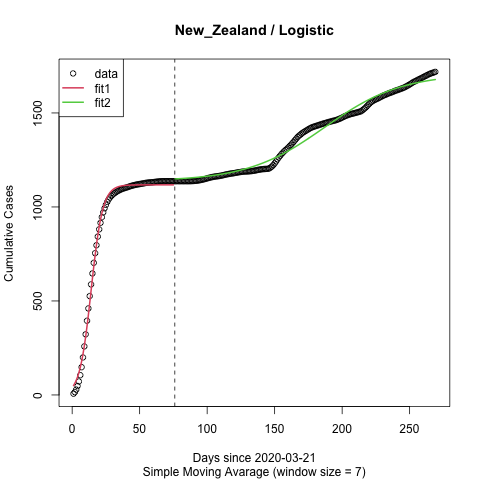 New_Zealand / Logistic
data
fit1
fit2
Cumulative Cases
0
500
1000
1500
0
50
100
150
200
250
Days since 2020-03-21
Simple Moving Avarage (window size = 7)